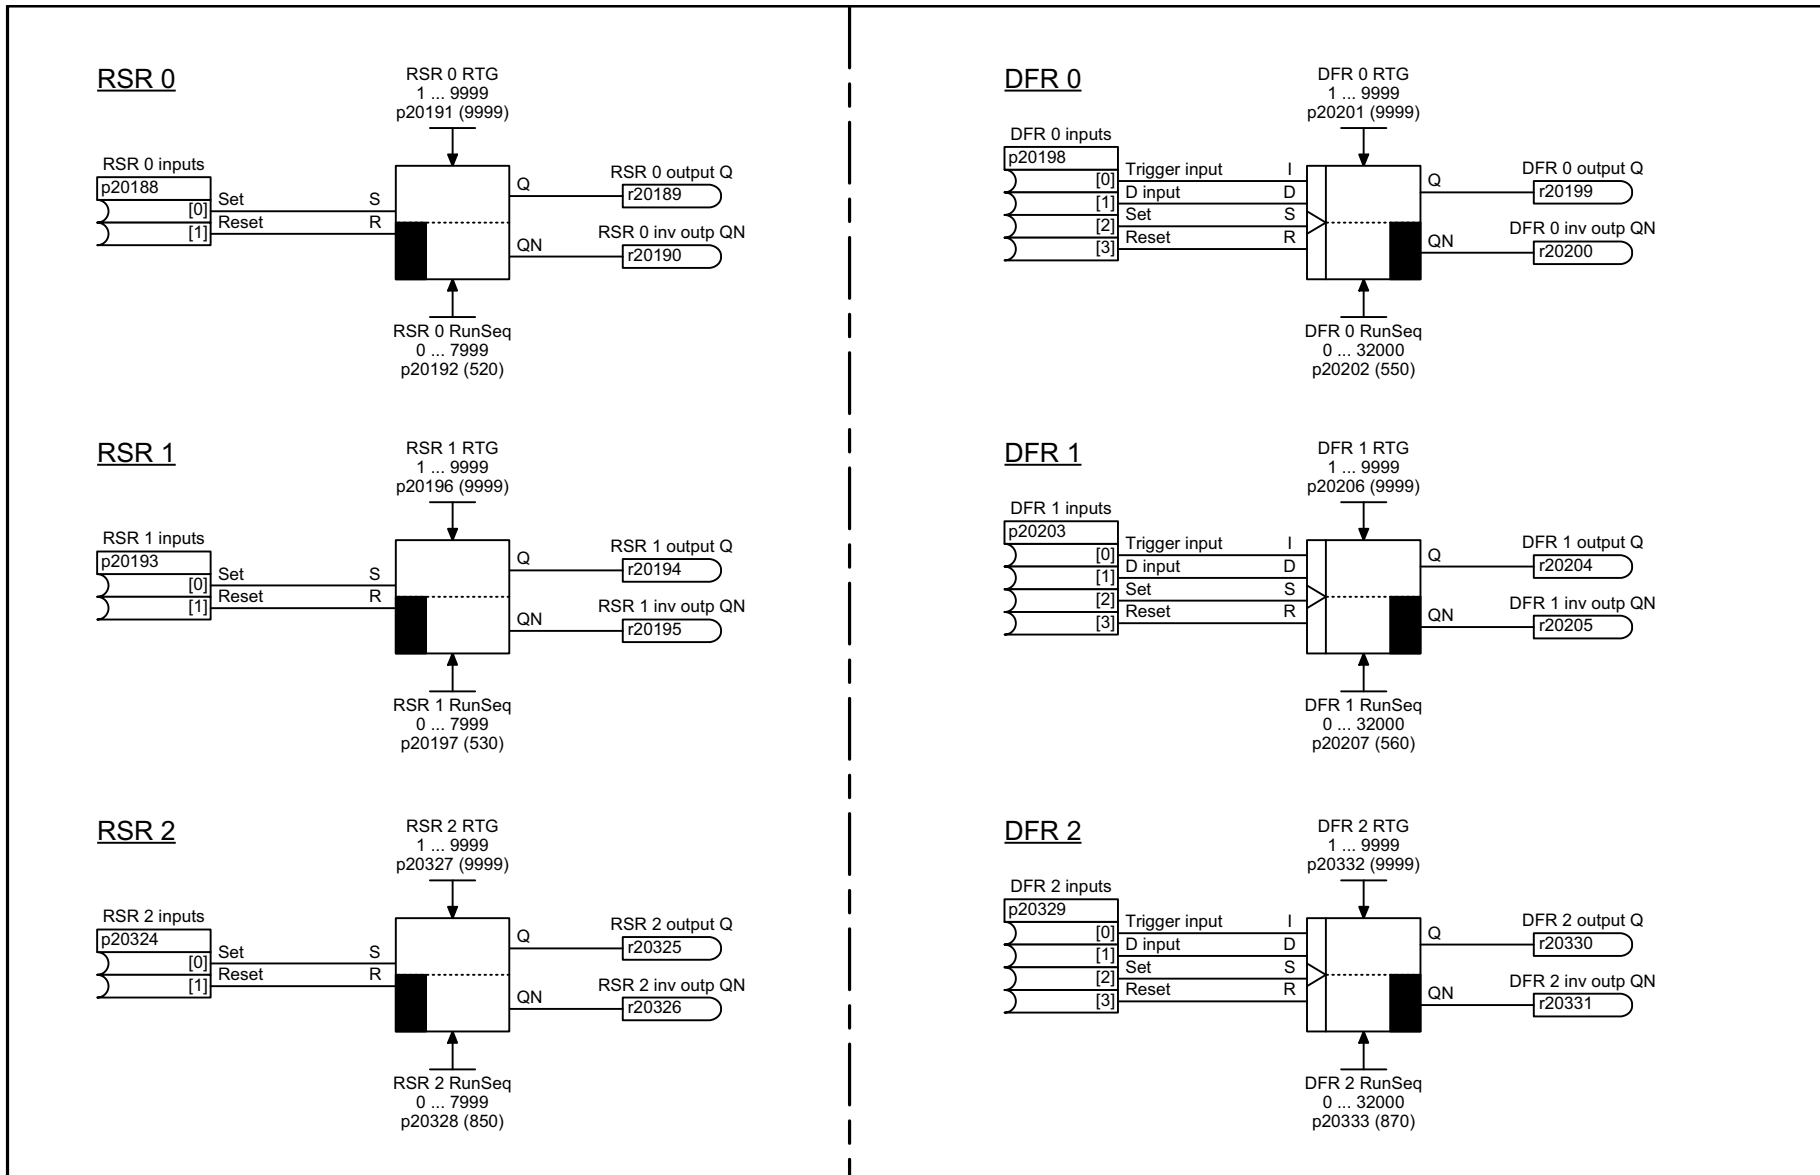 RSR 0
RSR 0 RTG
1 ... 9999
p20191 (9999)
RSR 0 inputs
p20188
[0]
[1]
Set
Reset
S
R
Q
QN
RSR 0 output Q
r20189
RSR 0 inv outp QN
r20190
RSR 0 RunSeq
0 ... 7999
p20192 (520)
RSR 1
RSR 1 RTG
1 ... 9999
p20196 (9999)
RSR 1 inputs
p20193
[0]
[1]
Set
Reset
S
R
Q
QN
RSR 1 output Q
r20194
RSR 1 inv outp QN
r20195
RSR 1 RunSeq
0 ... 7999
p20197 (530)
RSR 2
RSR 2 RTG
1 ... 9999
p20327 (9999)
RSR 2 inputs
p20324
[0]
[1]
Set
Reset
S
R
Q
QN
RSR 2 output Q
r20325
RSR 2 inv outp QN
r20326
RSR 2 RunSeq
0 ... 7999
p20328 (850)
DFR 0
DFR 0 RTG
1 ... 9999
p20201 (9999)
DFR 0 inputs
p20198
[0]
[1]
[2]
[3]
Trigger input
D input
Set
Reset
I
D
S
R
Q
QN
DFR 0 output Q
r20199
DFR 0 inv outp QN
r20200
DFR 0 RunSeq
0 ... 32000
p20202 (550)
DFR 1
DFR 1 RTG
1 ... 9999
p20206 (9999)
DFR 1 inputs
p20203
[0]
[1]
[2]
[3]
Trigger input
D input
Set
Reset
I
D
S
R
Q
QN
DFR 1 output Q
r20204
DFR 1 inv outp QN
r20205
DFR 1 RunSeq
0 ... 32000
p20207 (560)
DFR 2
DFR 2 RTG
1 ... 9999
p20332 (9999)
DFR 2 inputs
p20329
[0]
[1]
[2]
[3]
Trigger input
D input
Set
Reset
I
D
S
R
Q
QN
DFR 2 output Q
r20330
DFR 2 inv outp QN
r20331
DFR 2 RunSeq
0 ... 32000
p20333 (870)